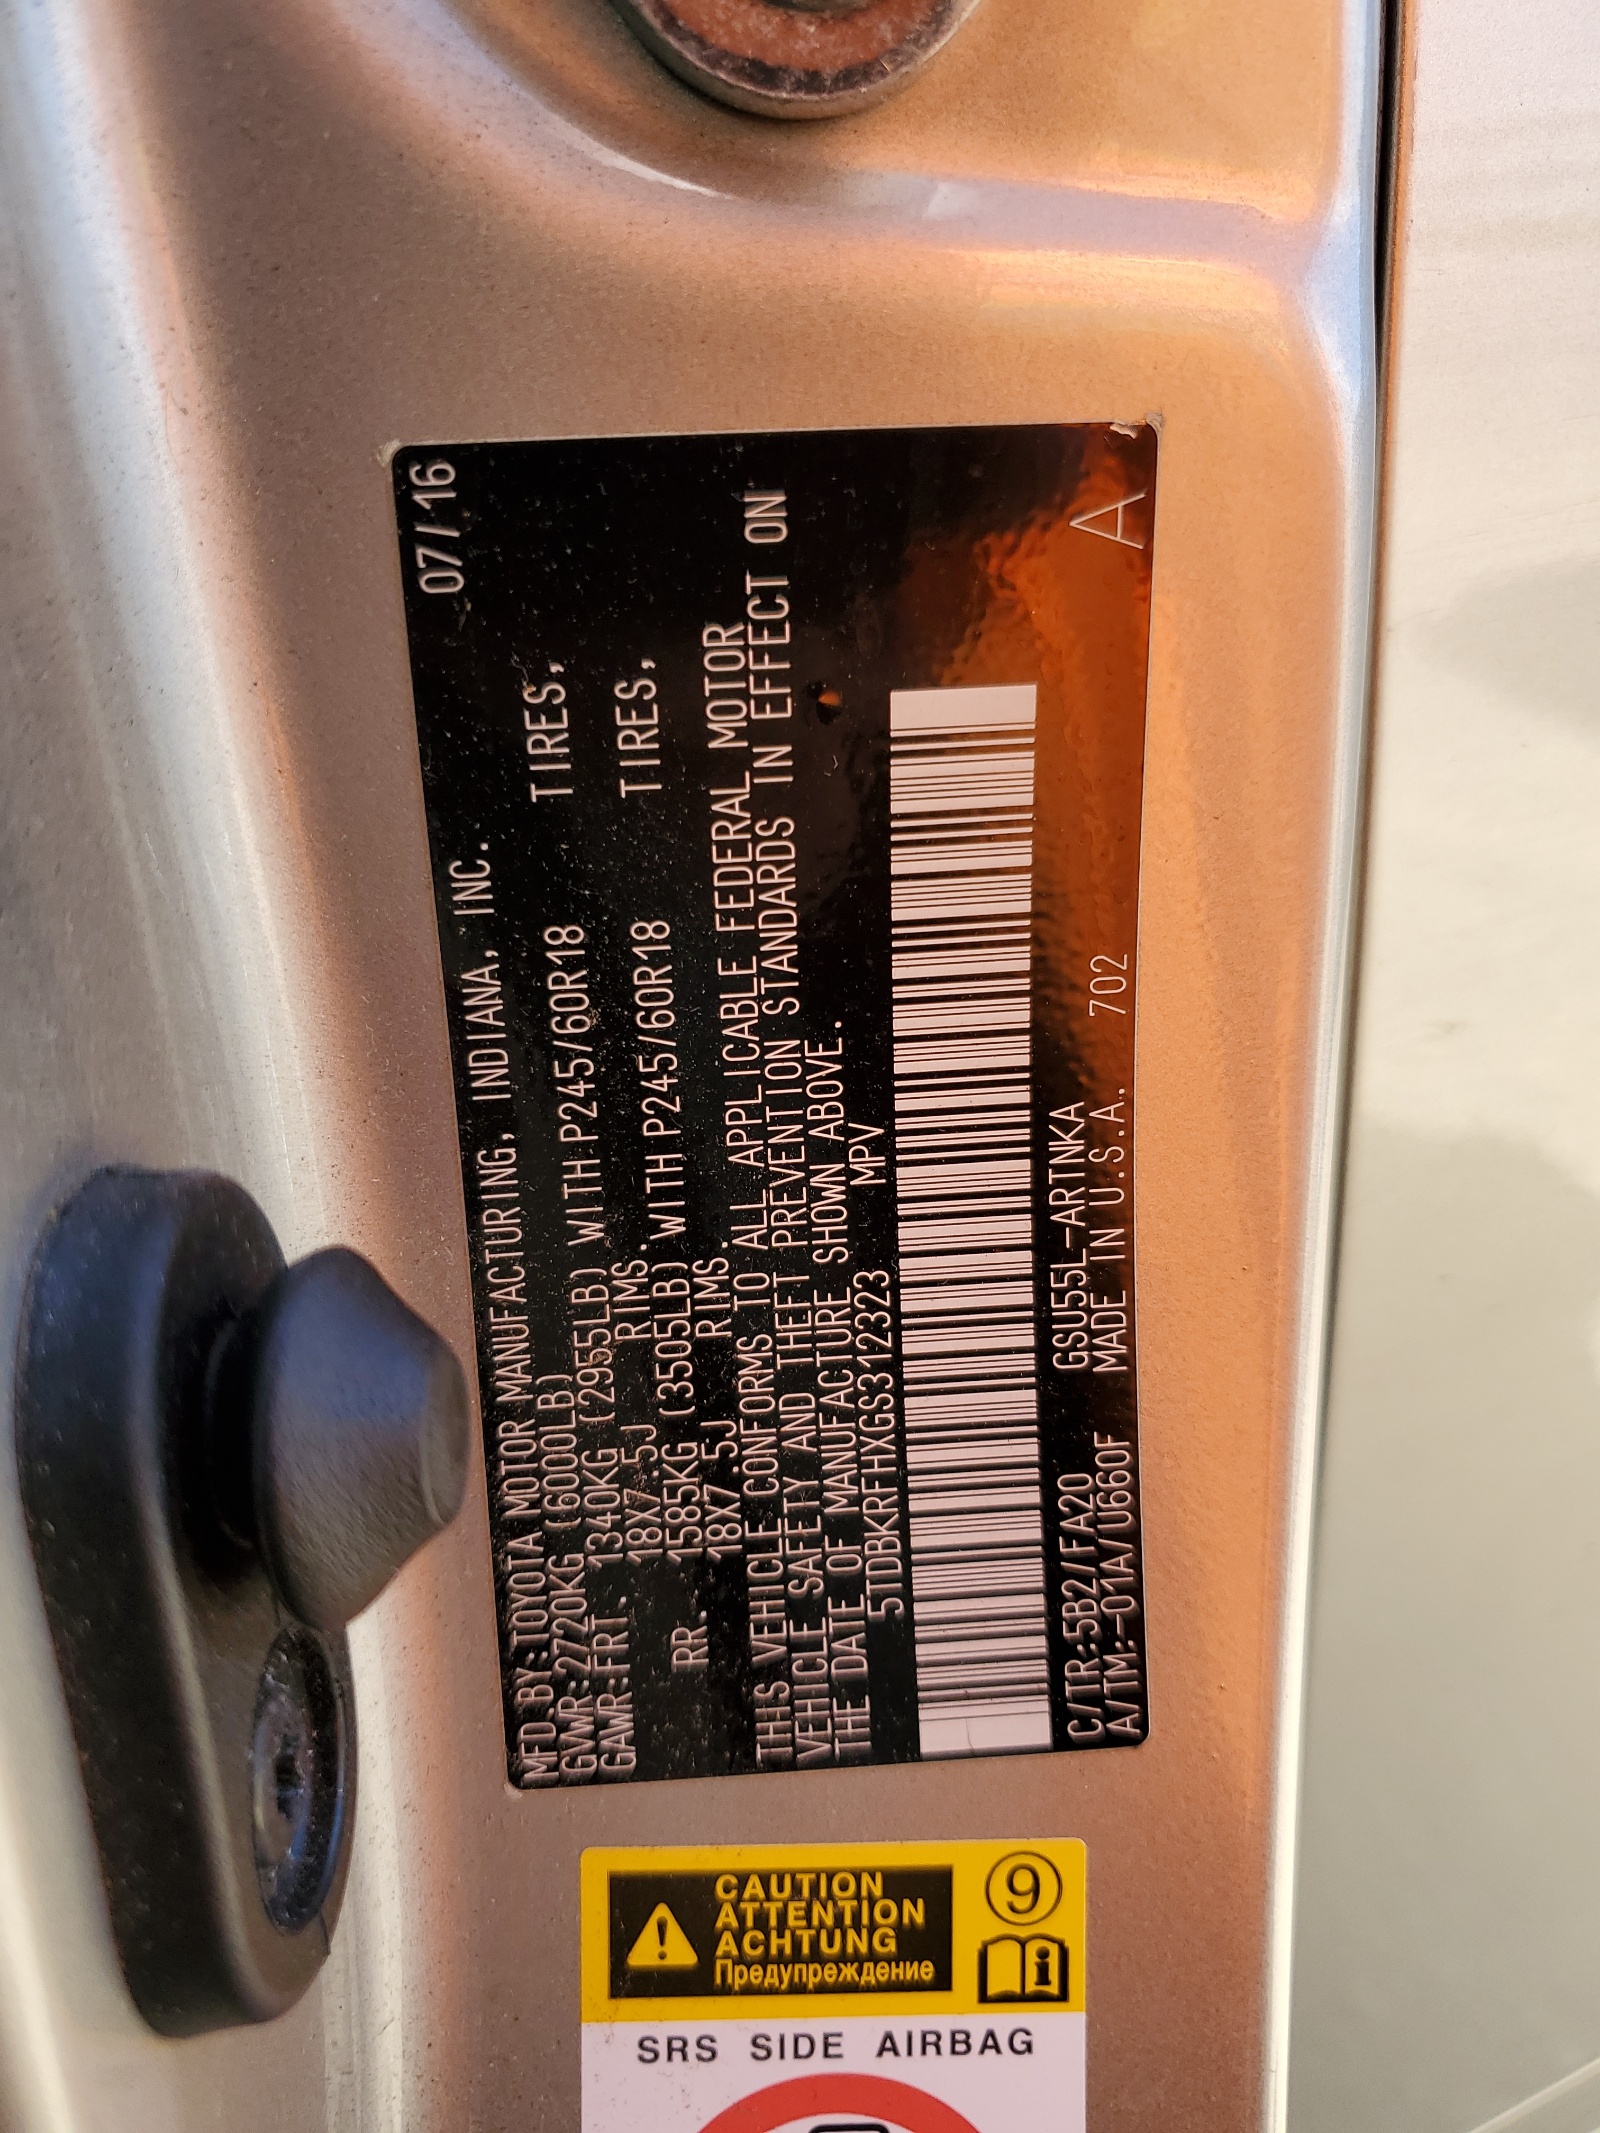 07/16
MFD BY:TOYOTA MOTOR MANUFACTURING, INDIANA, INC.
GVWR:2720KG (6000LB)
GAWR:FRT. 1340KG (2955LB) WITH P245/60R18 TIRES,
18X7.5J RIMS.
RR. 1585KG (3505LB) WITH P245/60R18 TIRES,
18X7.5J RIMS.
THIS VEHICLE CONFORMS TO ALL APPLICABLE FEDERAL MOTOR
VEHICLE SAFETY AND THEFT PREVENTION STANDARDS IN EFFECT ON
THE DATE OF MANUFACTURE SHOWN ABOVE.
5TDBKRFHXGS312323 MPV
C/TR:5B2/FA20 GSU55L-ARTNKA
A/TM:-01A/U660F MADE IN U.S.A. 702 A
CAUTION
ATTENTION
ACHTUNG
Предупреждение
9
i
SRS SIDE AIRBAG